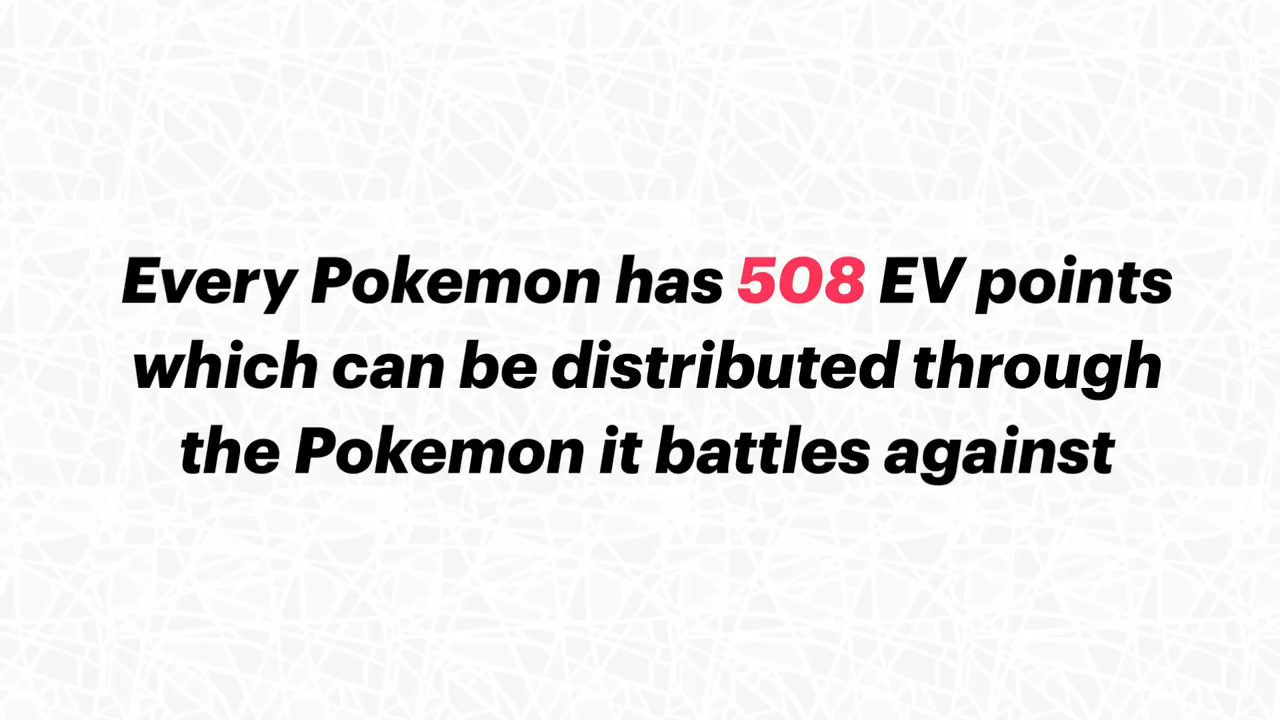 Every Pokemon has 508 EV points
which can be distributed through
the Pokemon it battles against